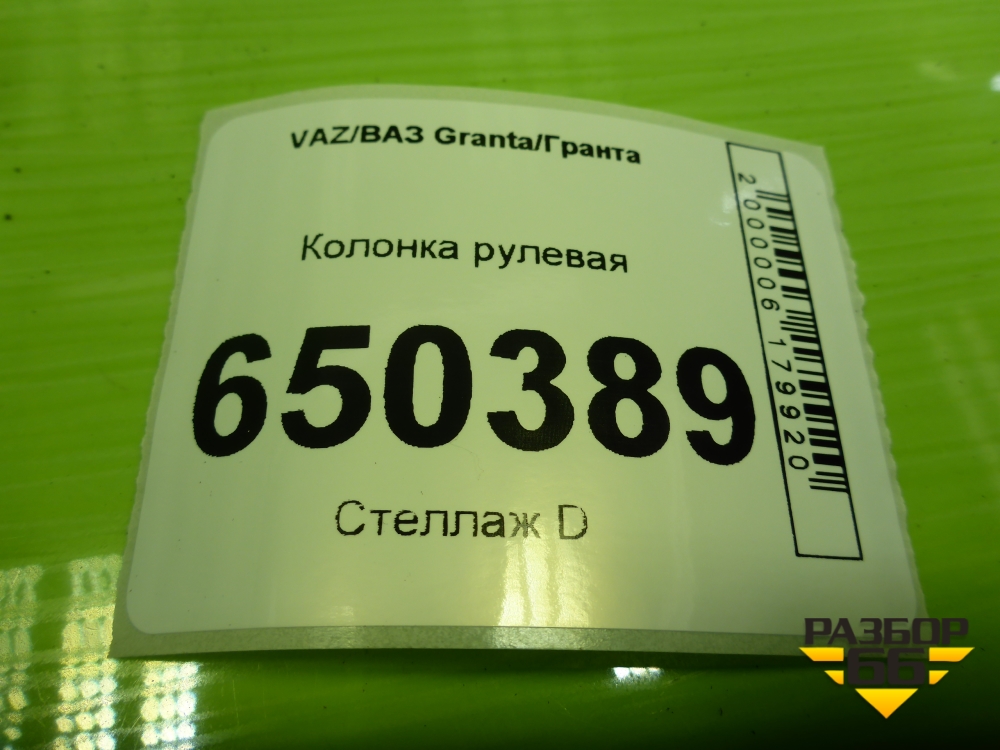 VAZ/ВАЗ Granta/Гранта
Колонка рулевая
650389
Стеллаж D
2000006179920
РАЗБОР
66